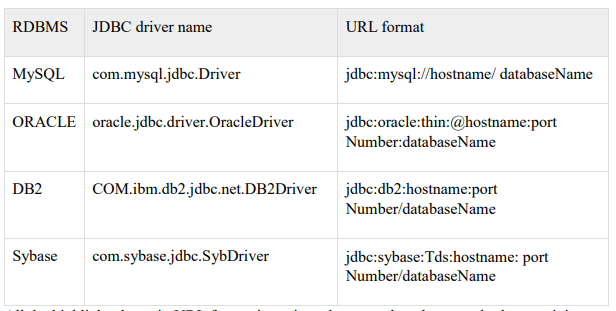 RDBMS JDBC driver name URL format
MySQL com.mysql.jdbc.Driver jdbc:mysql://hostname/ databaseName
ORACLE oracle.jdbc.driver.OracleDriver jdbc:oracle:thin:@hostname:port
Number:databaseName
DB2 COM.ibm.db2.jdbc.net.DB2Driver jdbc:db2:hostname:port
Number/databaseName
Sybase com.sybase.jdbc.SybDriver jdbc:sybase:Tds:hostname: port
Number/databaseName